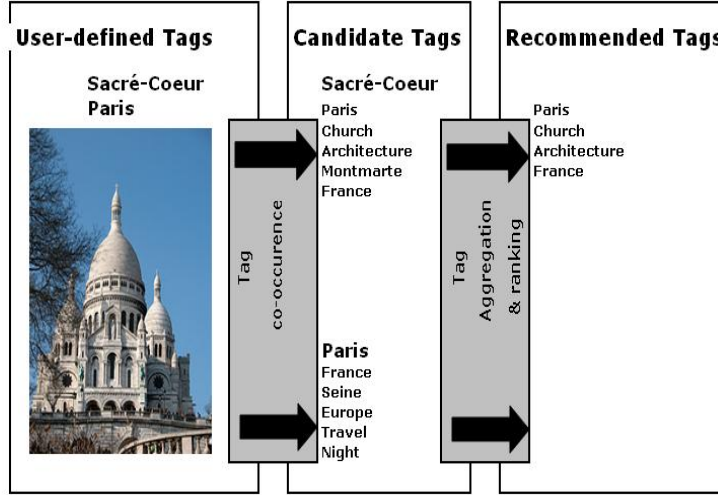 User-defined Tags
Sacré-Coeur
Paris
Tag
co-occurence
Candidate Tags
Sacré-Coeur
Paris
Church
Architecture
Montmarte
France
Paris
France
Seine
Europe
Travel
Night
Tag
Aggregation
& ranking
Recommended Tags
Paris
Church
Architecture
France